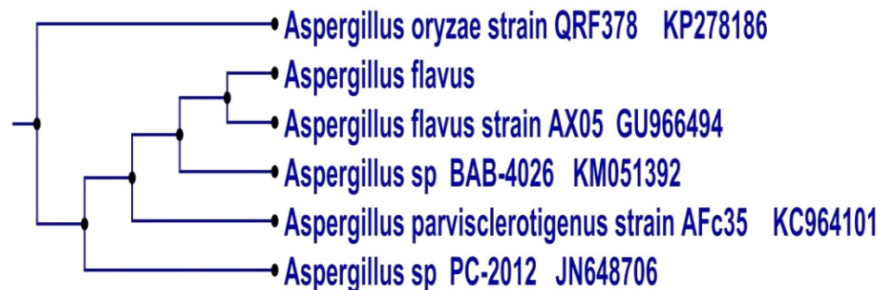 Aspergillus oryzae strain QRF378 KP278186
Aspergillus flavus
Aspergillus flavus strain AX05 GU966494
Aspergillus sp BAB-4026 KM051392
Aspergillus parvisclerotigenus strain AFc35 KC964101
Aspergillus sp PC-2012 JN648706